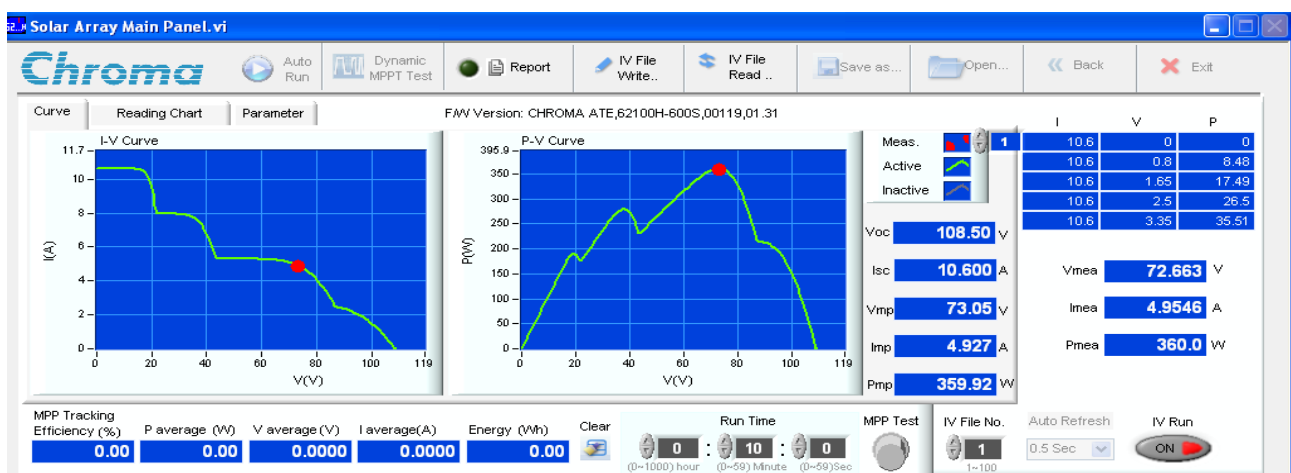 Solar Array Main Panel.vi
Chroma
Auto Run
Dynamic MPPT Test
Report
IV File Write..
IV File Read ..
Save as...
Open...
Back
Exit
Curve Reading Chart Parameter
F/W Version: CHROMA ATE,62100H-600S,00119,01.31
I-V Curve
11.7
10
8
6
4
2
0
I(A)
0 20 40 60 80 100 119
V(V)
P-V Curve
395.9
350
300
250
200
150
100
50
0
P(W)
0 20 40 60 80 100 119
V(V)
Meas. 1
Active
Inactive
Voc 108.50 V
Isc 10.600 A
Vmp 73.05 V
Imp 4.927 A
Pmp 359.92 W
I V P
10.6 0 0
10.6 0.8 8.48
10.6 1.65 17.49
10.6 2.5 26.5
10.6 3.35 35.51
Vmea 72.663 V
Imea 4.9546 A
Pmea 360.0 W
MPP Tracking
Efficiency (%) P average (W) V average (V) I average(A) Energy (Wh)
0.00 0.00 0.0000 0.0000 0.00
Clear
Run Time
0 : 10 : 0
(0~1000) hour (0~59) Minute (0~59)Sec
MPP Test
IV File No.
1
1~100
Auto Refresh
0.5 Sec
IV Run
ON